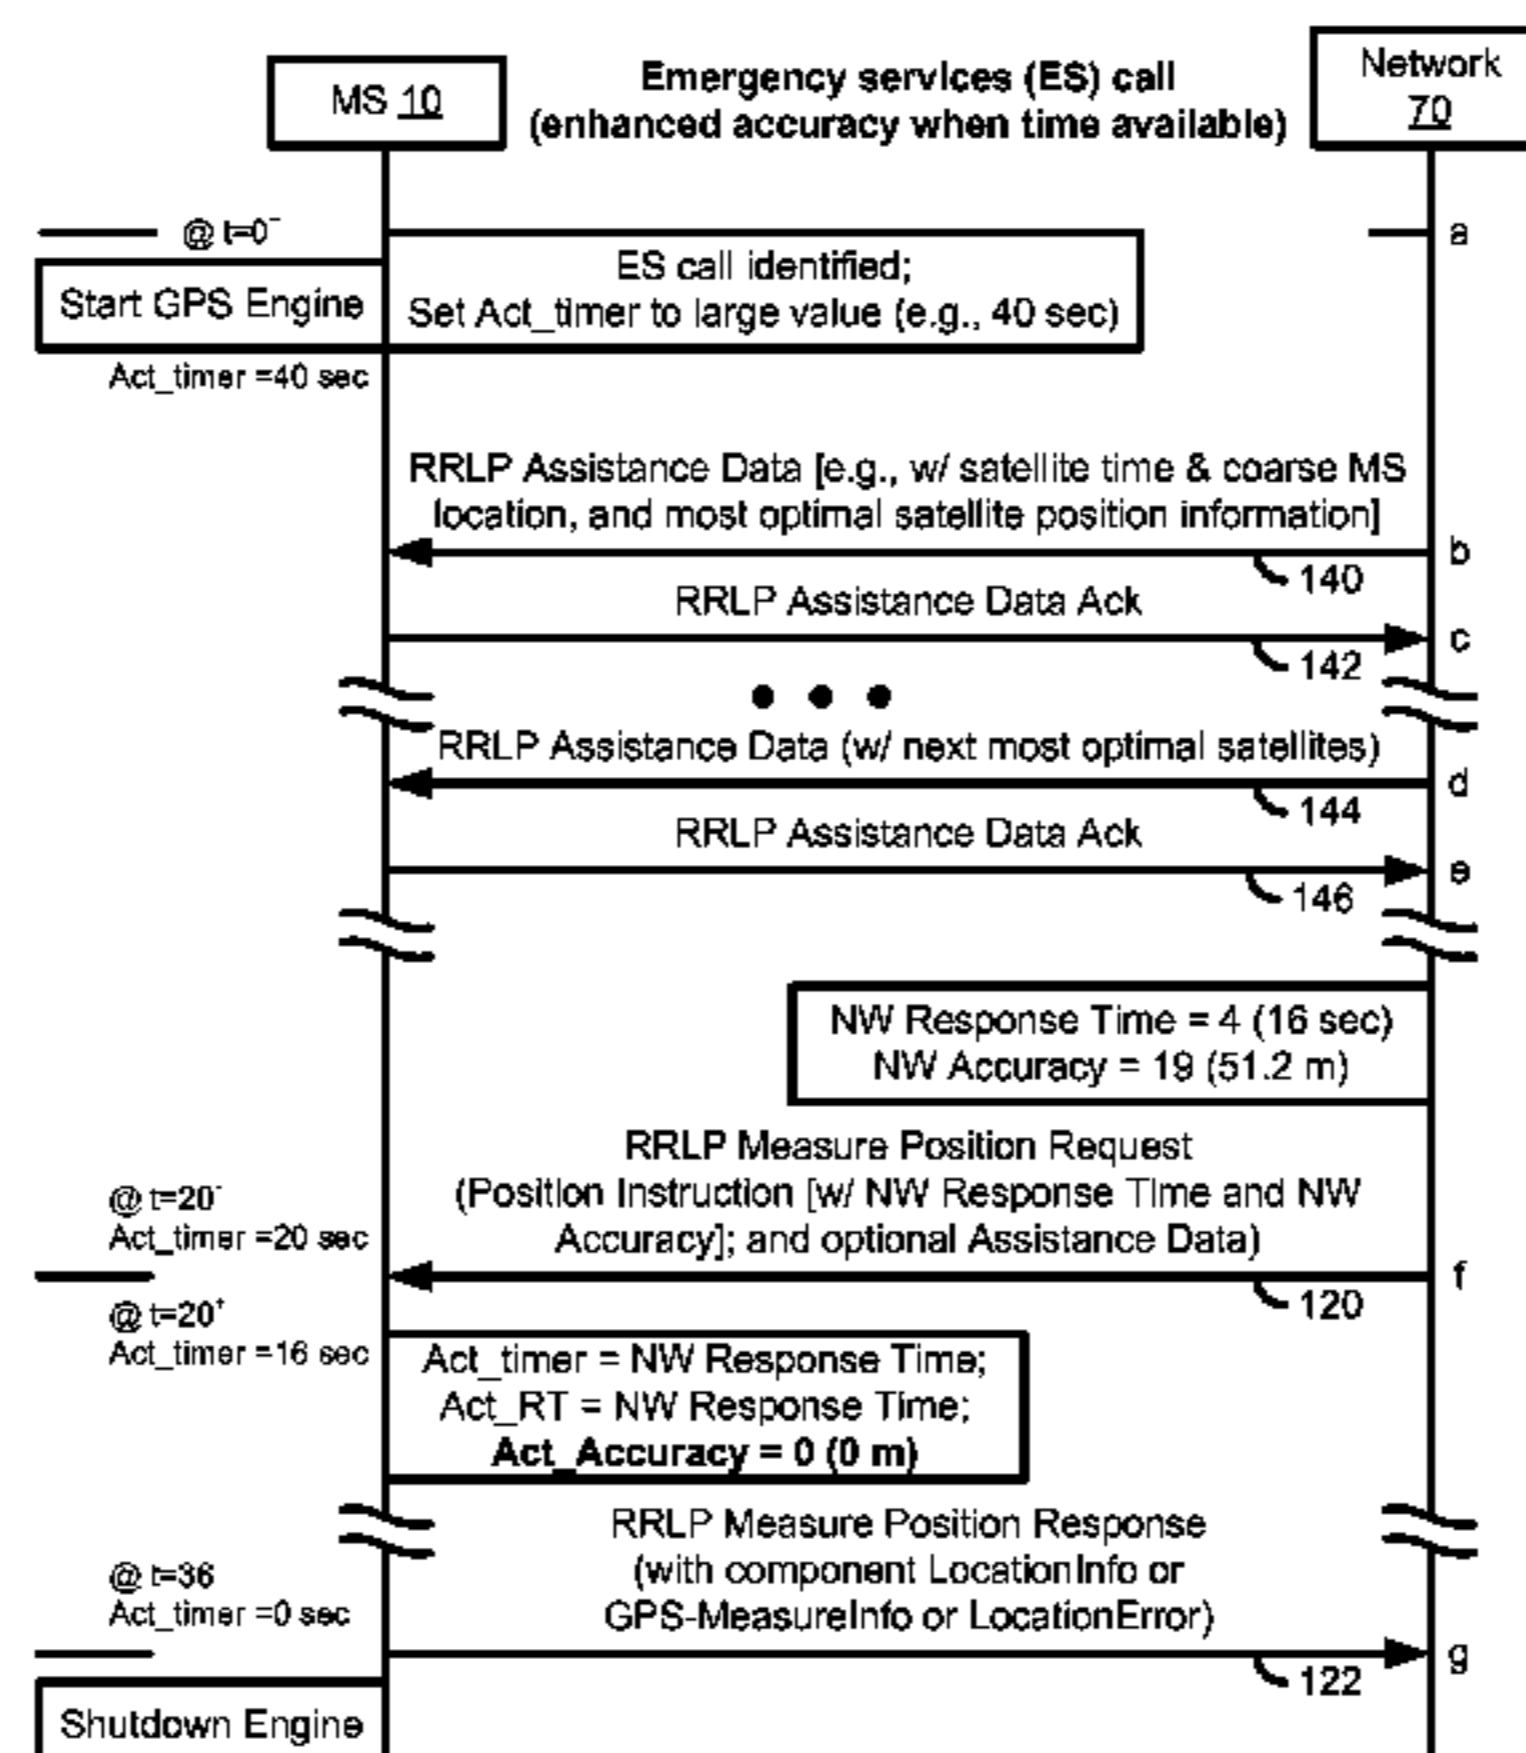 MS 10
Emergency services (ES) call
(enhanced accuracy when time available)
Network
70
@ t=0⁻
a
Start GPS Engine
ES call identified;
Set Act_timer to large value (e.g., 40 sec)
Act_timer =40 sec
RRLP Assistance Data [e.g., w/ satellite time & coarse MS
location, and most optimal satellite position information]
b
140
RRLP Assistance Data Ack
c
142
RRLP Assistance Data (w/ next most optimal satellites)
d
144
RRLP Assistance Data Ack
e
146
NW Response Time = 4 (16 sec)
NW Accuracy = 19 (51.2 m)
RRLP Measure Position Request
(Position Instruction [w/ NW Response Time and NW
Accuracy]; and optional Assistance Data)
@ t=20⁻
Act_timer =20 sec
f
120
@ t=20⁺
Act_timer =16 sec
Act_timer = NW Response Time;
Act_RT = NW Response Time;
Act_Accuracy = 0 (0 m)
RRLP Measure Position Response
(with component LocationInfo or
GPS-MeasureInfo or LocationError)
@ t=36
Act_timer =0 sec
g
122
Shutdown Engine